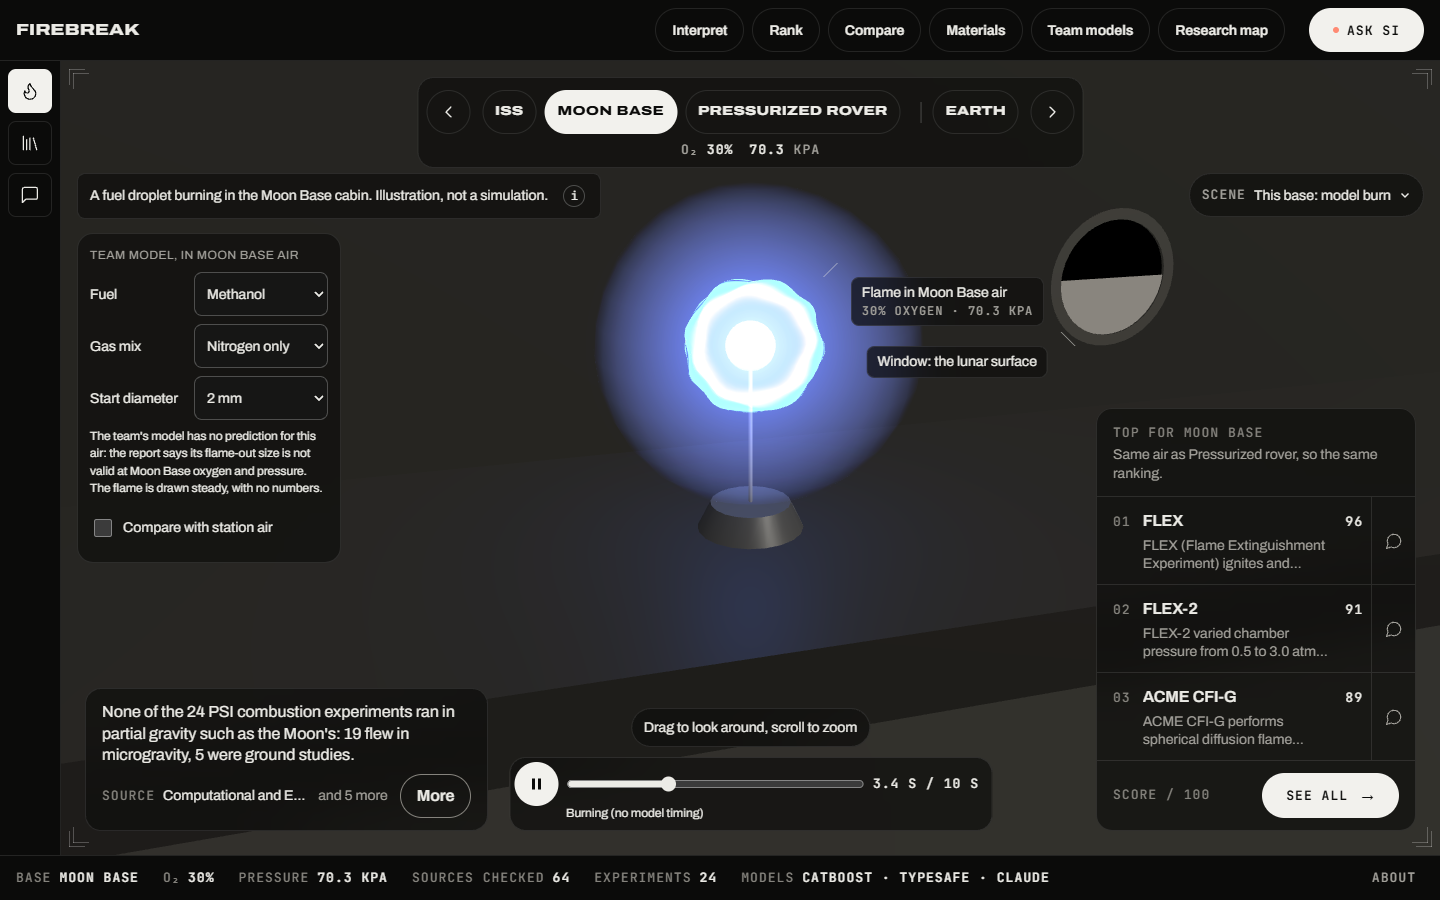 FIREBREAK
Interpret
Rank
Compare
Materials
Team models
Research map
ASK SI
ISS
MOON BASE
PRESSURIZED ROVER
EARTH
O₂ 30% 70.3 KPA
A fuel droplet burning in the Moon Base cabin. Illustration, not a simulation.
i
SCENE This base: model burn
TEAM MODEL, IN MOON BASE AIR
Fuel
Methanol
Gas mix
Nitrogen only
Start diameter
2 mm
The team's model has no prediction for this
air: the report says its flame-out size is not
valid at Moon Base oxygen and pressure.
The flame is drawn steady, with no numbers.
Compare with station air
Flame in Moon Base air
30% OXYGEN · 70.3 KPA
Window: the lunar surface
TOP FOR MOON BASE
Same air as Pressurized rover, so the same
ranking.
01 FLEX 96
FLEX (Flame Extinguishment
Experiment) ignites and...
02 FLEX-2 91
FLEX-2 varied chamber
pressure from 0.5 to 3.0 atm...
03 ACME CFI-G 89
ACME CFI-G performs
spherical diffusion flame...
SCORE / 100
SEE ALL →
None of the 24 PSI combustion experiments ran in
partial gravity such as the Moon's: 19 flew in
microgravity, 5 were ground studies.
SOURCE Computational and E... and 5 more
More
Drag to look around, scroll to zoom
3.4 S / 10 S
Burning (no model timing)
BASE MOON BASE O₂ 30% PRESSURE 70.3 KPA SOURCES CHECKED 64 EXPERIMENTS 24 MODELS CATBOOST · TYPESAFE · CLAUDE
ABOUT